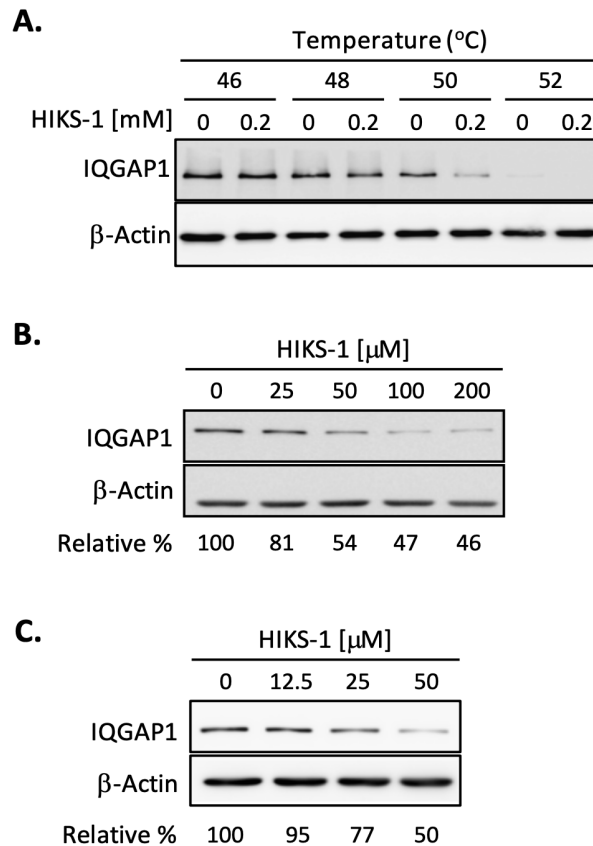 A.
Temperature (°C)
46 48 50 52
HIKS-1 [mM] 0 0.2 0 0.2 0 0.2 0 0.2
IQGAP1
β-Actin
B.
HIKS-1 [μM]
0 25 50 100 200
IQGAP1
β-Actin
Relative % 100 81 54 47 46
C.
HIKS-1 [μM]
0 12.5 25 50
IQGAP1
β-Actin
Relative % 100 95 77 50